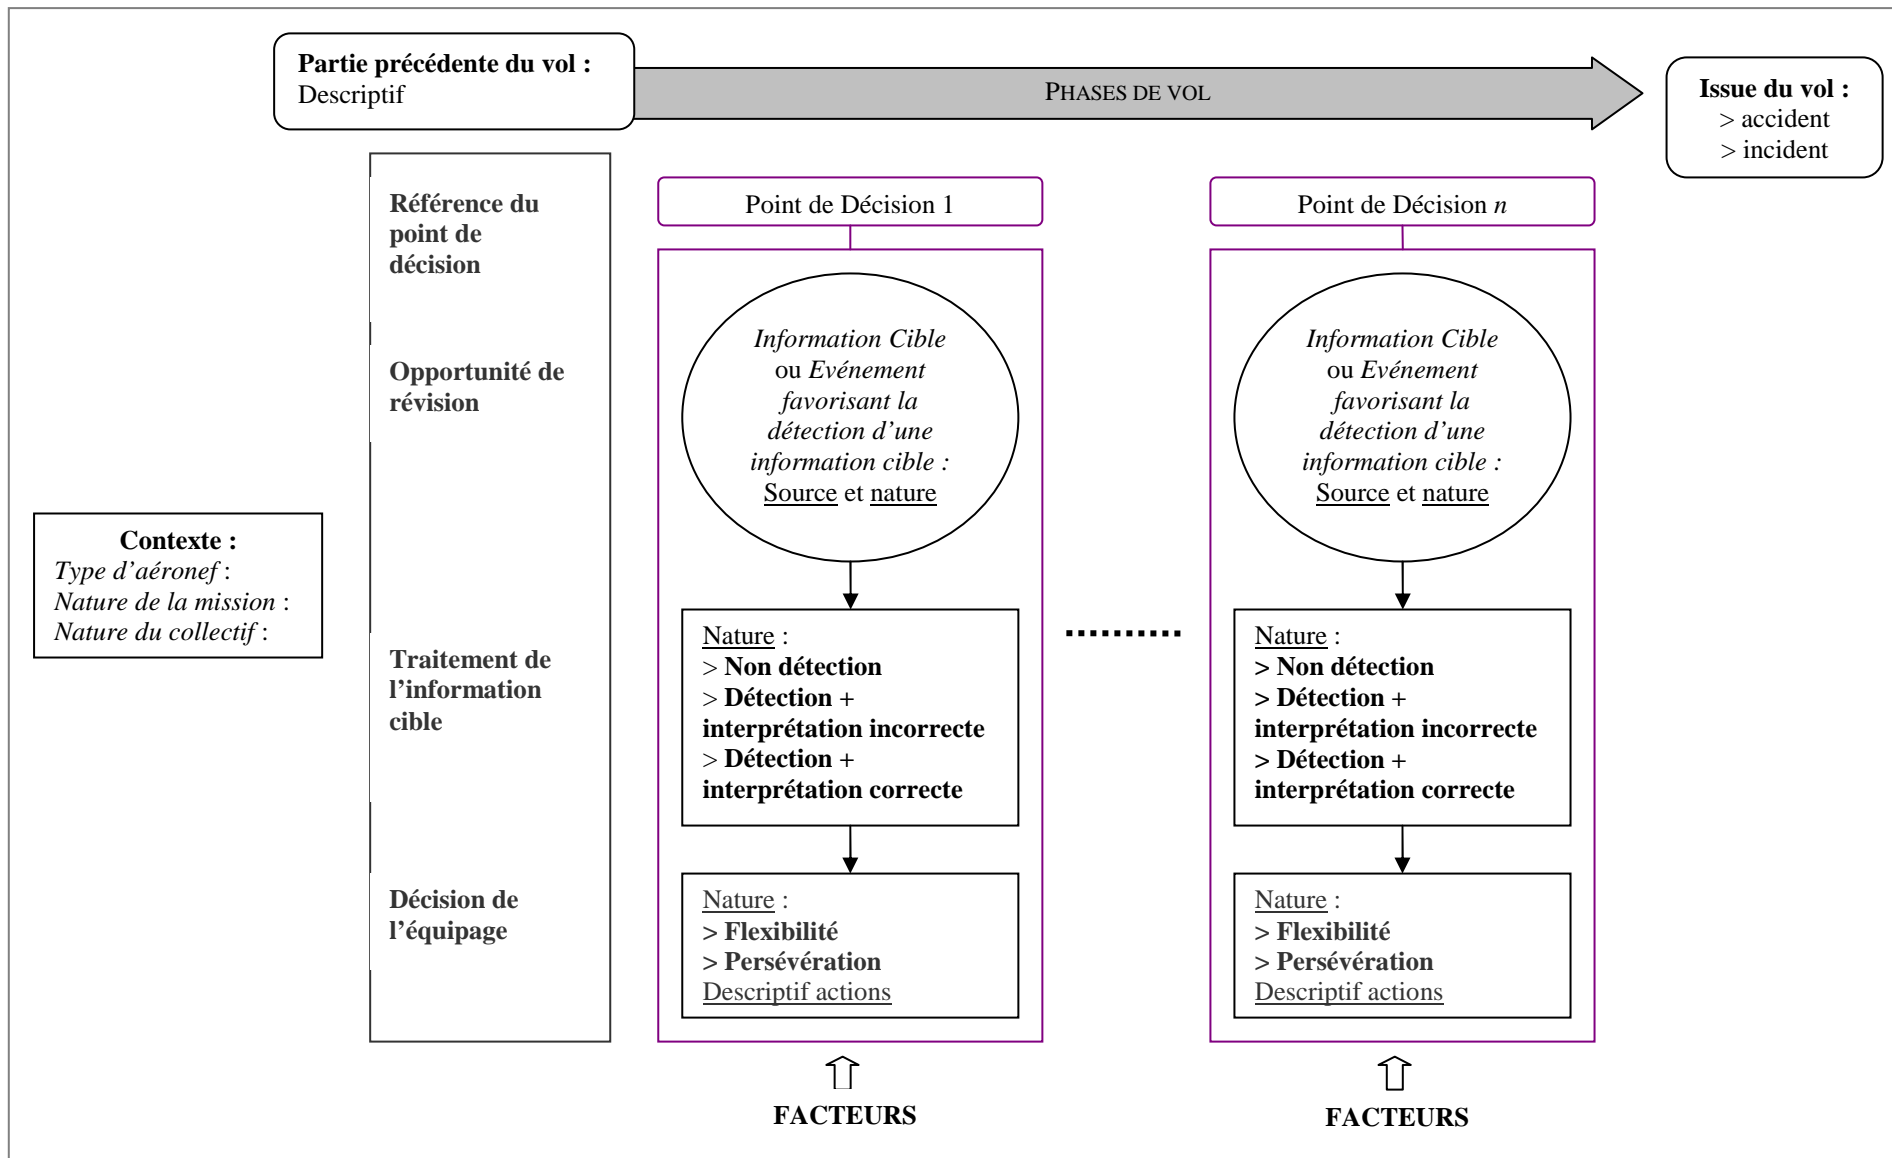 Partie précédente du vol :
Descriptif
PHASES DE VOL
Issue du vol :
> accident
> incident
Contexte :
Type d’aéronef :
Nature de la mission :
Nature du collectif :
Référence du
point de
décision
Opportunité de
révision
Traitement de
l’information
cible
Décision de
l’équipage
Point de Décision 1
Information Cible
ou Evénement
favorisant la
détection d’une
information cible :
Source et nature
Nature :
> Non détection
> Détection +
interprétation incorrecte
> Détection +
interprétation correcte
Nature :
> Flexibilité
> Persévération
Descriptif actions
FACTEURS
..........
Point de Décision n
Information Cible
ou Evénement
favorisant la
détection d’une
information cible :
Source et nature
Nature :
> Non détection
> Détection +
interprétation incorrecte
> Détection +
interprétation correcte
Nature :
> Flexibilité
> Persévération
Descriptif actions
FACTEURS